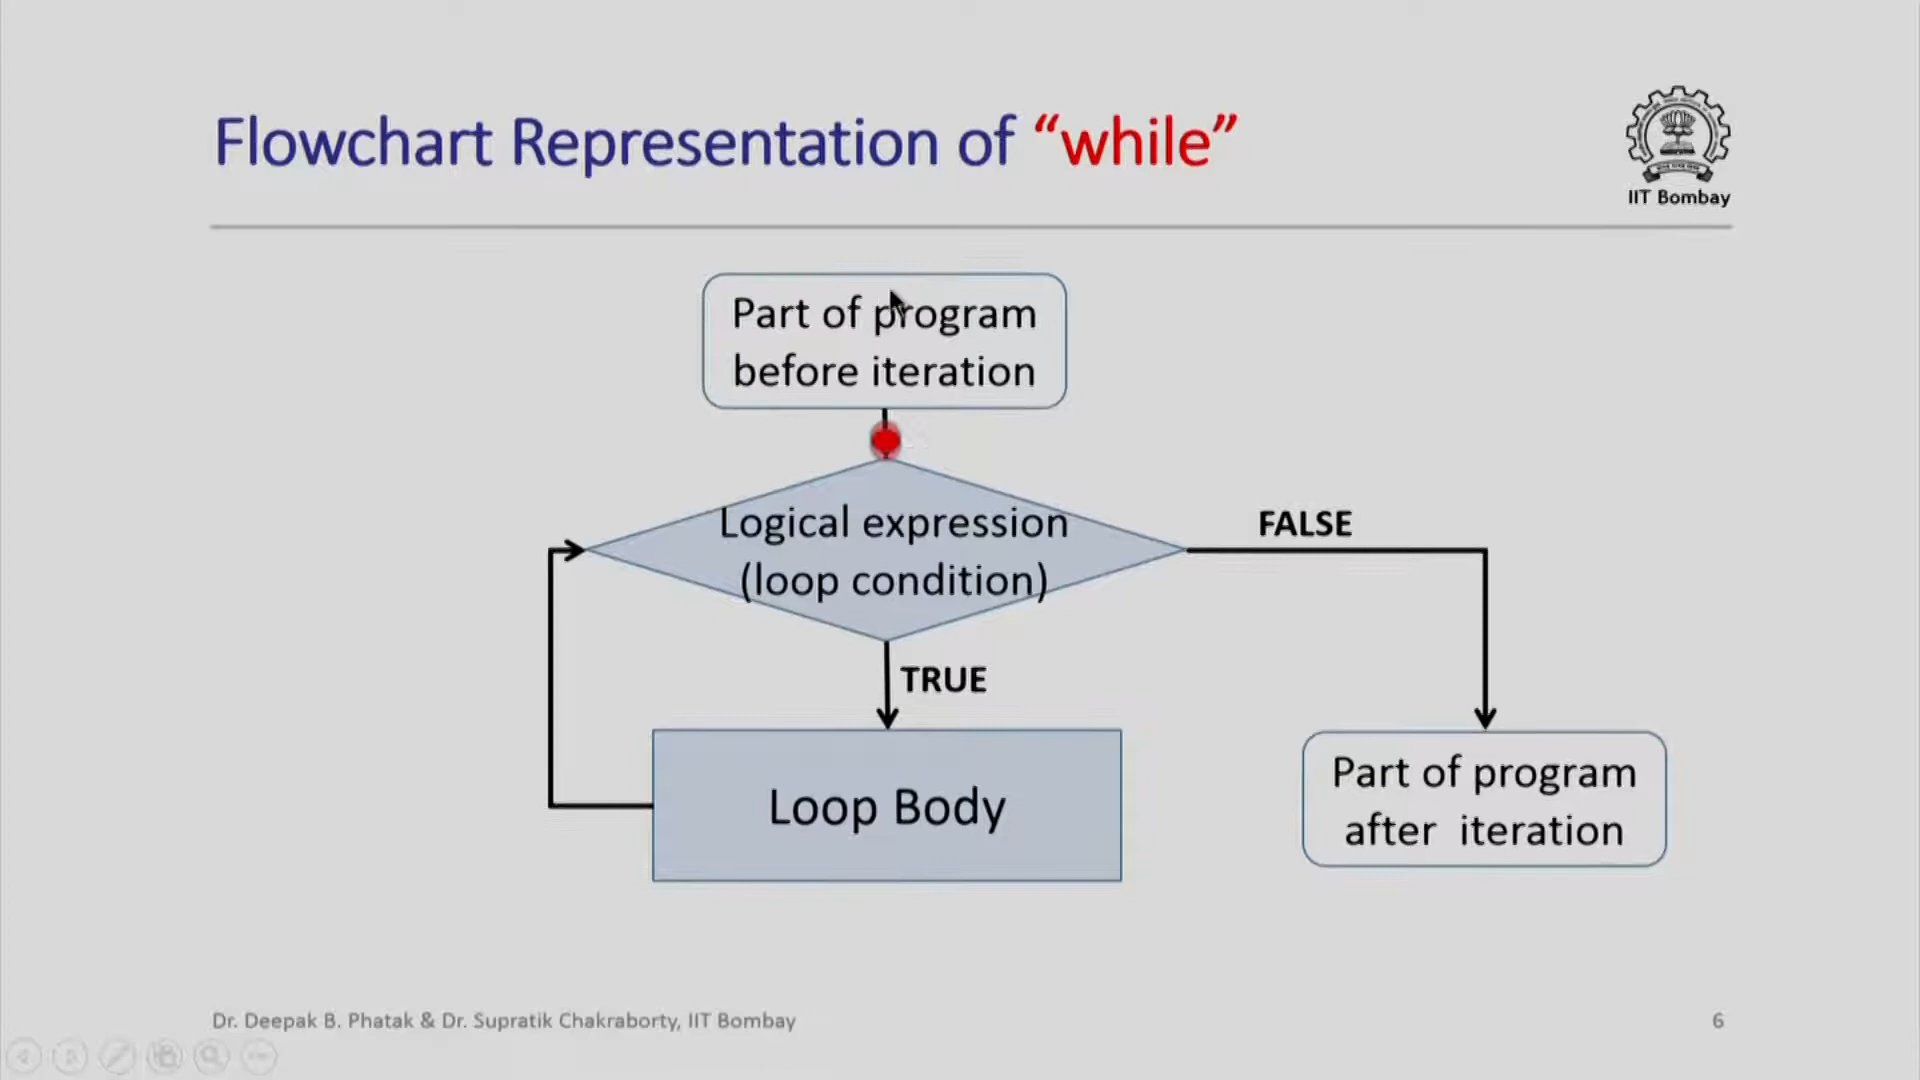 Flowchart Representation of “while”
IIT Bombay
Part of program
before iteration
Logical expression
(loop condition)
FALSE
TRUE
Loop Body
Part of program
after iteration
Dr. Deepak B. Phatak & Dr. Supratik Chakraborty, IIT Bombay
6